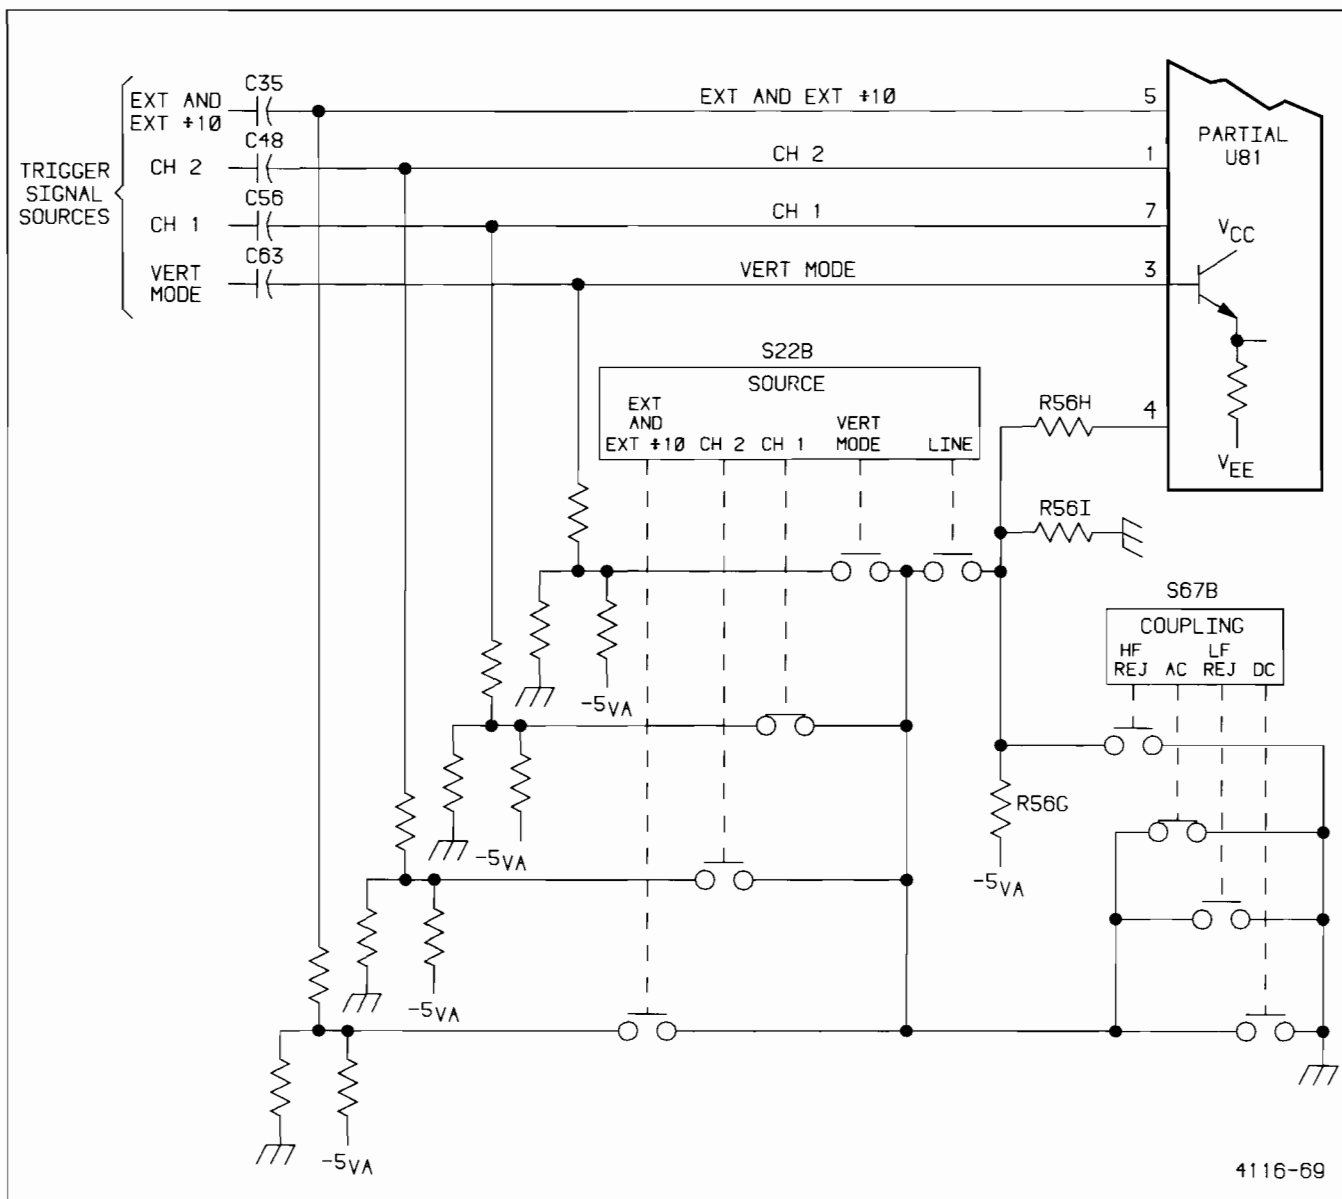 TRIGGER
SIGNAL
SOURCES
EXT AND
EXT ÷10
C35
EXT AND EXT ÷10
5
CH 2
C48
CH 2
1
CH 1
C56
CH 1
7
VERT
MODE
C63
VERT MODE
3
PARTIAL
U81
VCC
VEE
S22B
SOURCE
EXT
AND
EXT ÷10
CH 2
CH 1
VERT
MODE
LINE
R56H
4
R56I
S67B
COUPLING
HF
REJ
AC
LF
REJ
DC
-5VA
-5VA
R56G
-5VA
-5VA
-5VA
4116-69